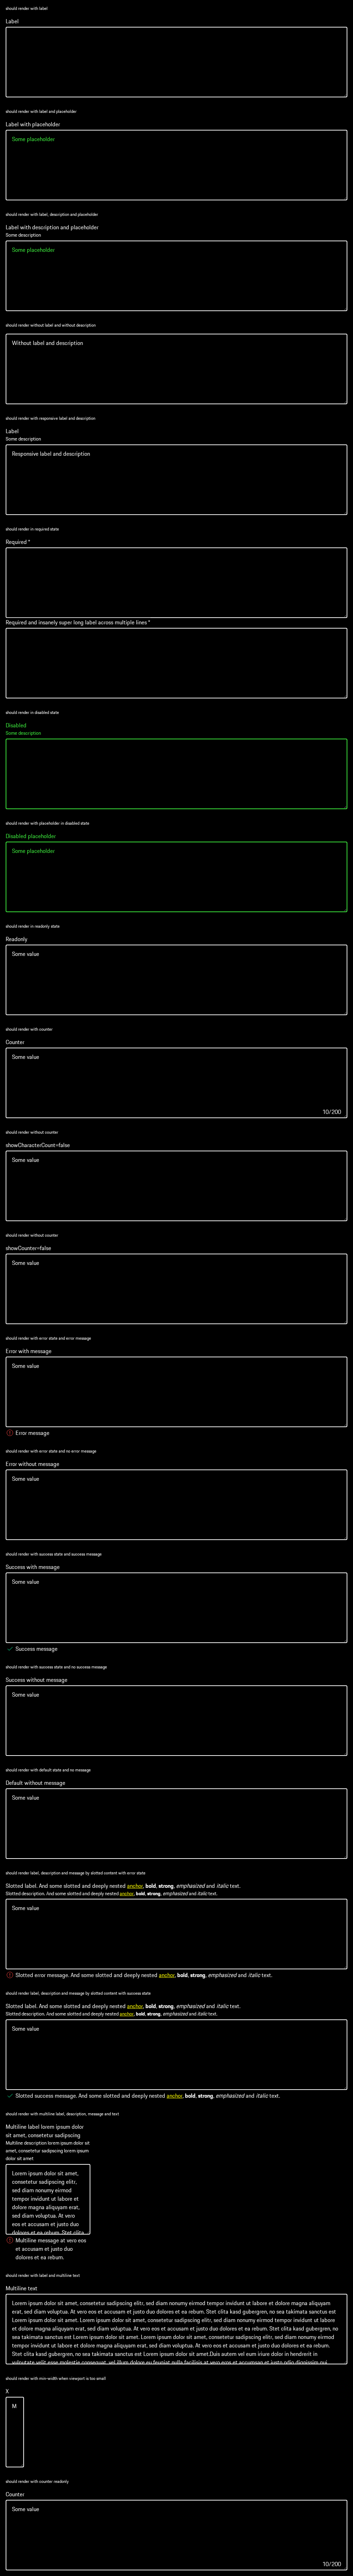 should render with label
Label
should render with label and placeholder
Label with placeholder
Some placeholder
should render with label, description and placeholder
Label with description and placeholder
Some description
Some placeholder
should render without label and without description
Without label and description
should render with responsive label and description
Label
Some description
Responsive label and description
should render in required state
Required *
Required and insanely super long label across multiple lines *
should render in disabled state
Disabled
Some description
should render with placeholder in disabled state
Disabled placeholder
Some placeholder
should render in readonly state
Readonly
Some value
should render with counter
Counter
Some value
10/200
should render without counter
showCharacterCount=false
Some value
should render without counter
showCounter=false
Some value
should render with error state and error message
Error with message
Some value
Error message
should render with error state and no error message
Error without message
Some value
should render with success state and success message
Success with message
Some value
Success message
should render with success state and no success message
Success without message
Some value
should render with default state and no message
Default without message
Some value
should render label, description and message by slotted content with error state
Slotted label. And some slotted and deeply nested anchor, bold, strong, emphasized and italic text.
Slotted description. And some slotted and deeply nested anchor, bold, strong, emphasized and italic text.
Some value
Slotted error message. And some slotted and deeply nested anchor, bold, strong, emphasized and italic text.
should render label, description and message by slotted content with success state
Slotted label. And some slotted and deeply nested anchor, bold, strong, emphasized and italic text.
Slotted description. And some slotted and deeply nested anchor, bold, strong, emphasized and italic text.
Some value
Slotted success message. And some slotted and deeply nested anchor, bold, strong, emphasized and italic text.
should render with multiline label, description, message and text
Multiline label lorem ipsum dolor
sit amet, consetetur sadipscing
Multiline description lorem ipsum dolor sit
amet, consetetur sadipscing lorem ipsum
dolor sit amet
Lorem ipsum dolor sit amet,
consetetur sadipscing elitr,
sed diam nonumy eirmod
tempor invidunt ut labore et
dolore magna aliquyam erat,
sed diam voluptua. At vero
eos et accusam et justo duo
dolores et ea rebum. Stet clita
Multiline message at vero eos
et accusam et justo duo
dolores et ea rebum.
should render with label and multiline text
Multiline text
Lorem ipsum dolor sit amet, consetetur sadipscing elitr, sed diam nonumy eirmod tempor invidunt ut labore et dolore magna aliquyam
erat, sed diam voluptua. At vero eos et accusam et justo duo dolores et ea rebum. Stet clita kasd gubergren, no sea takimata sanctus est
Lorem ipsum dolor sit amet. Lorem ipsum dolor sit amet, consetetur sadipscing elitr, sed diam nonumy eirmod tempor invidunt ut labore
et dolore magna aliquyam erat, sed diam voluptua. At vero eos et accusam et justo duo dolores et ea rebum. Stet clita kasd gubergren, no
sea takimata sanctus est Lorem ipsum dolor sit amet. Lorem ipsum dolor sit amet, consetetur sadipscing elitr, sed diam nonumy eirmod
tempor invidunt ut labore et dolore magna aliquyam erat, sed diam voluptua. At vero eos et accusam et justo duo dolores et ea rebum.
Stet clita kasd gubergren, no sea takimata sanctus est Lorem ipsum dolor sit amet.Duis autem vel eum iriure dolor in hendrerit in
vulputate velit esse molestie consequat, vel illum dolore eu feugiat nulla facilisis at vero eros et accumsan et iusto odio dignissim qui
should render with min-width when viewport is too small
X
M
should render with counter readonly
Counter
Some value
10/200